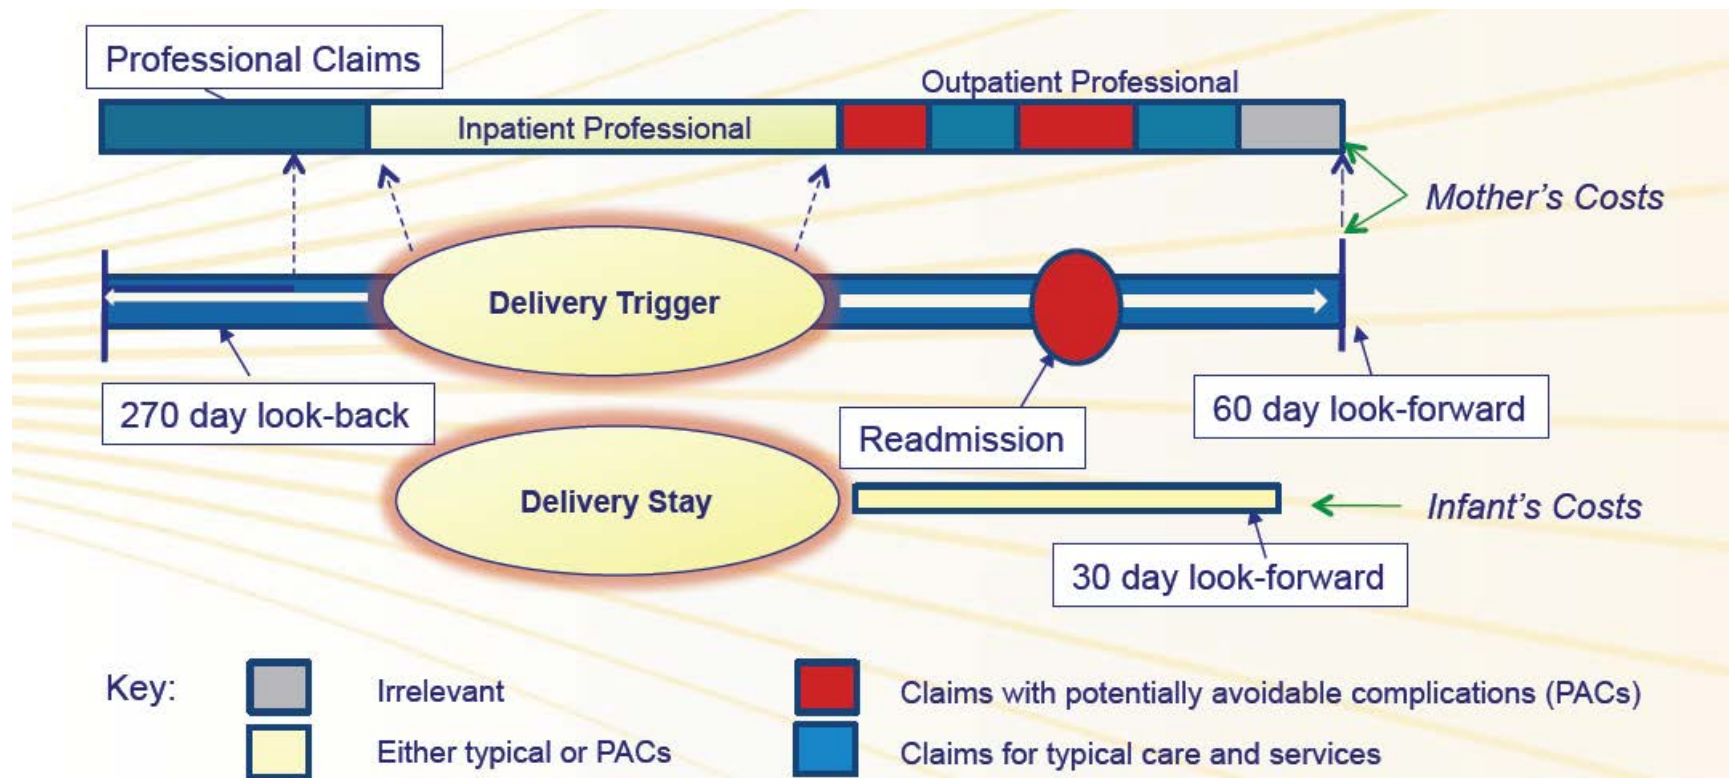 Professional Claims
Outpatient Professional
Inpatient Professional
Mother's Costs
Delivery Trigger
270 day look-back
60 day look-forward
Readmission
Delivery Stay
Infant's Costs
30 day look-forward
Key:
Irrelevant
Claims with potentially avoidable complications (PACs)
Either typical or PACs
Claims for typical care and services